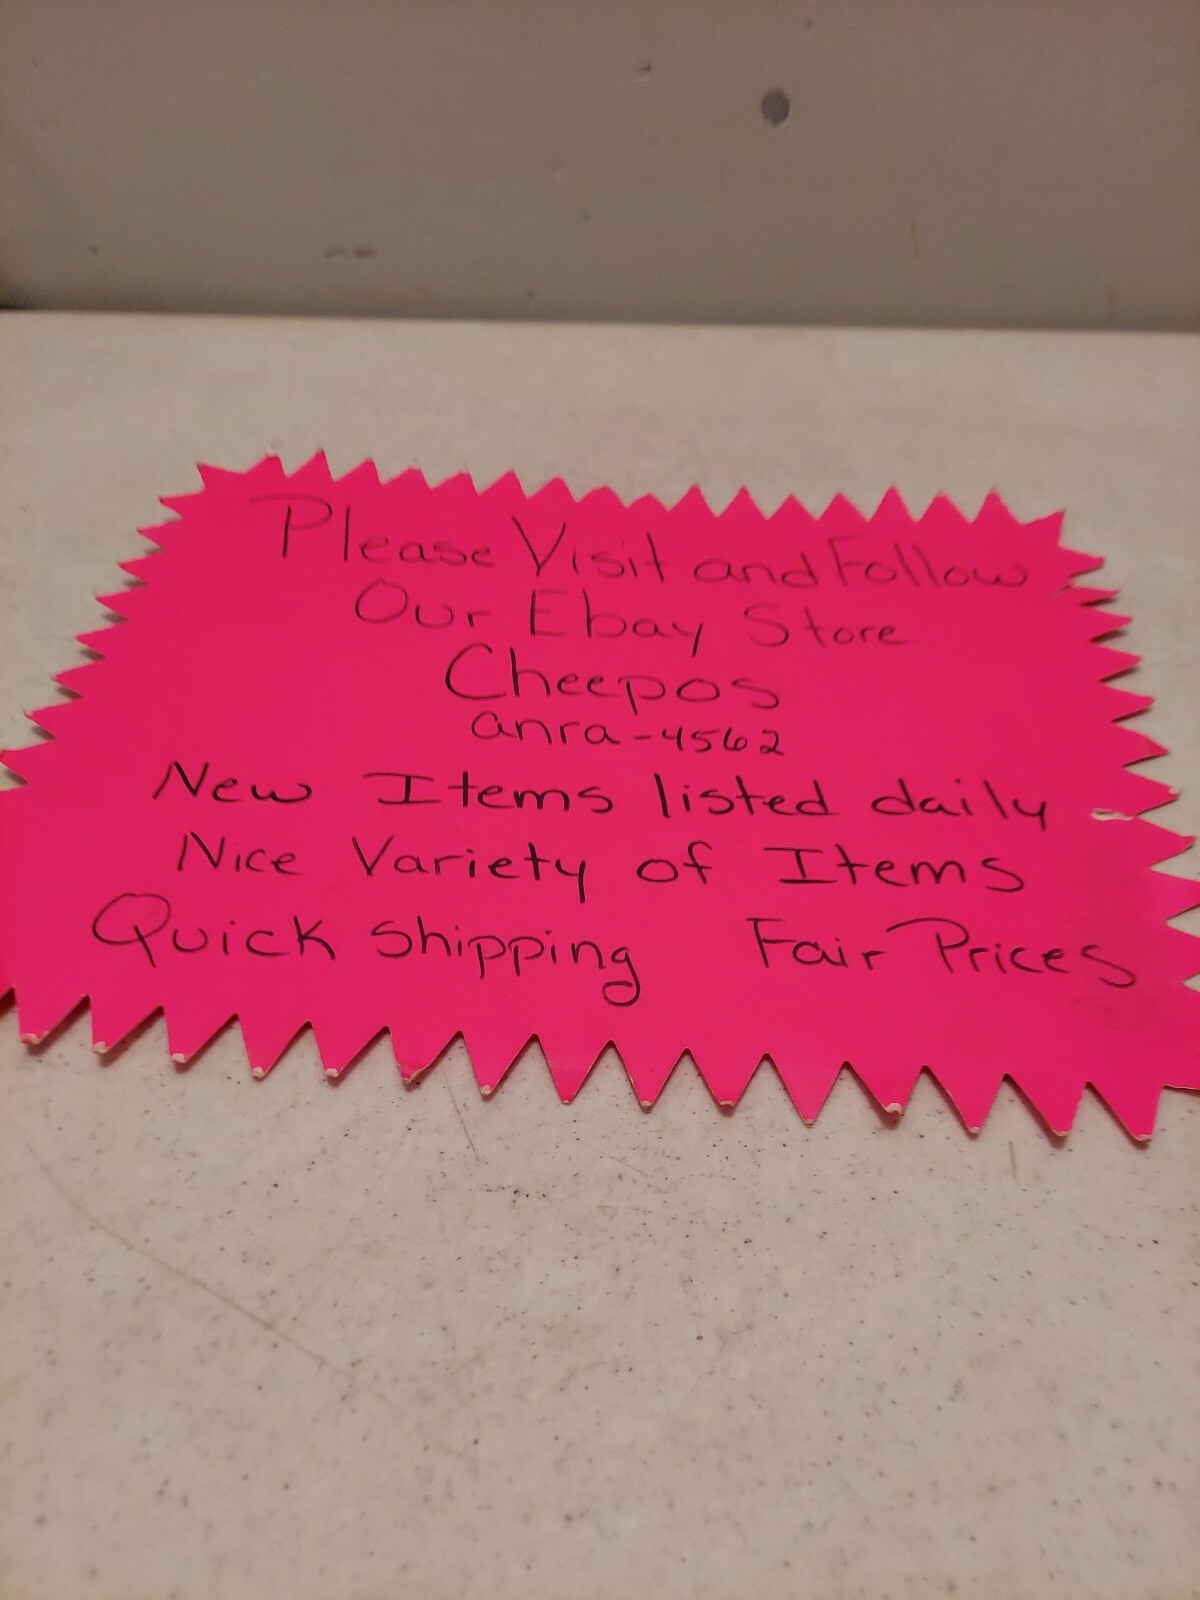 Please Visit and Follow
Our Ebay Store
Cheepos
anra-4562
New Items listed daily
Nice Variety of Items
Quick shipping Fair Prices